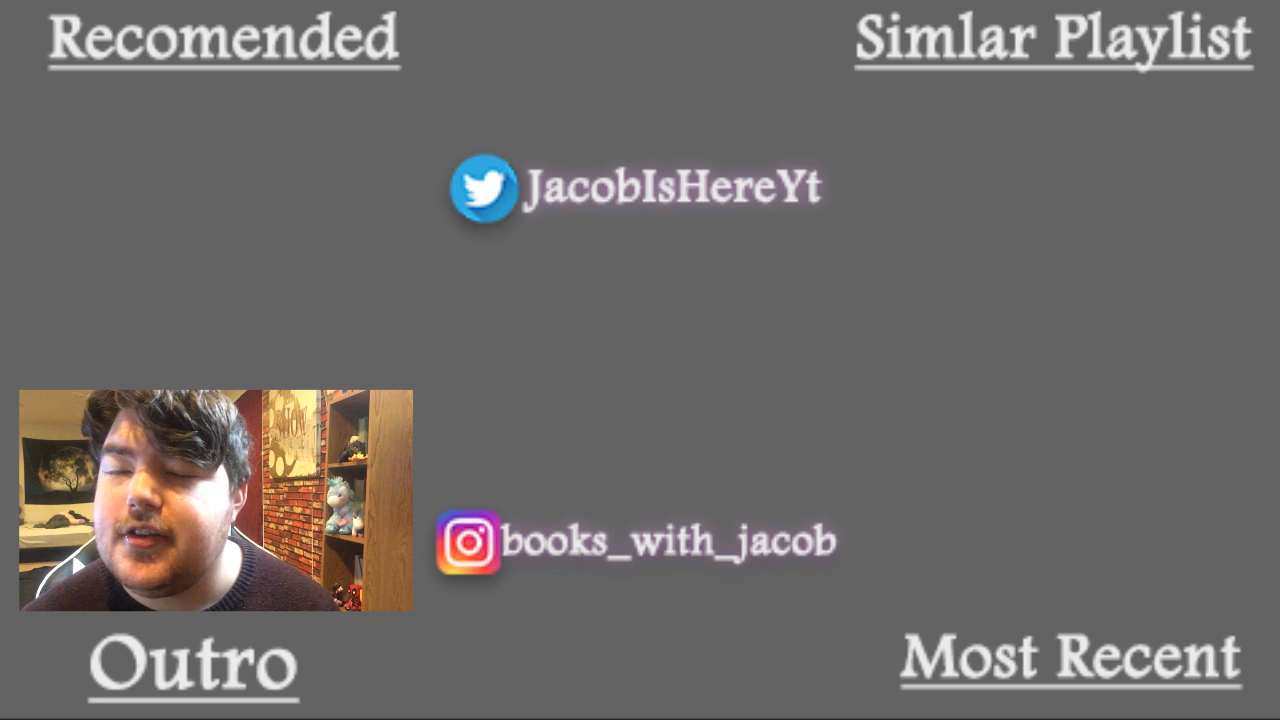 Recomended
Simlar Playlist
JacobIsHereYt
books_with_jacob
Outro
Most Recent